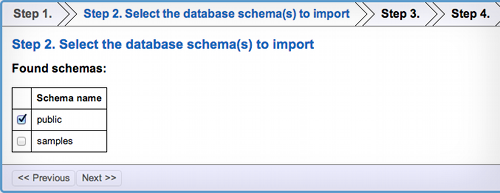 Step 1. Step 2. Select the database schema(s) to import Step 3. Step 4.
Step 2. Select the database schema(s) to import
Found schemas:
Schema name
public
samples
<< Previous Next >>